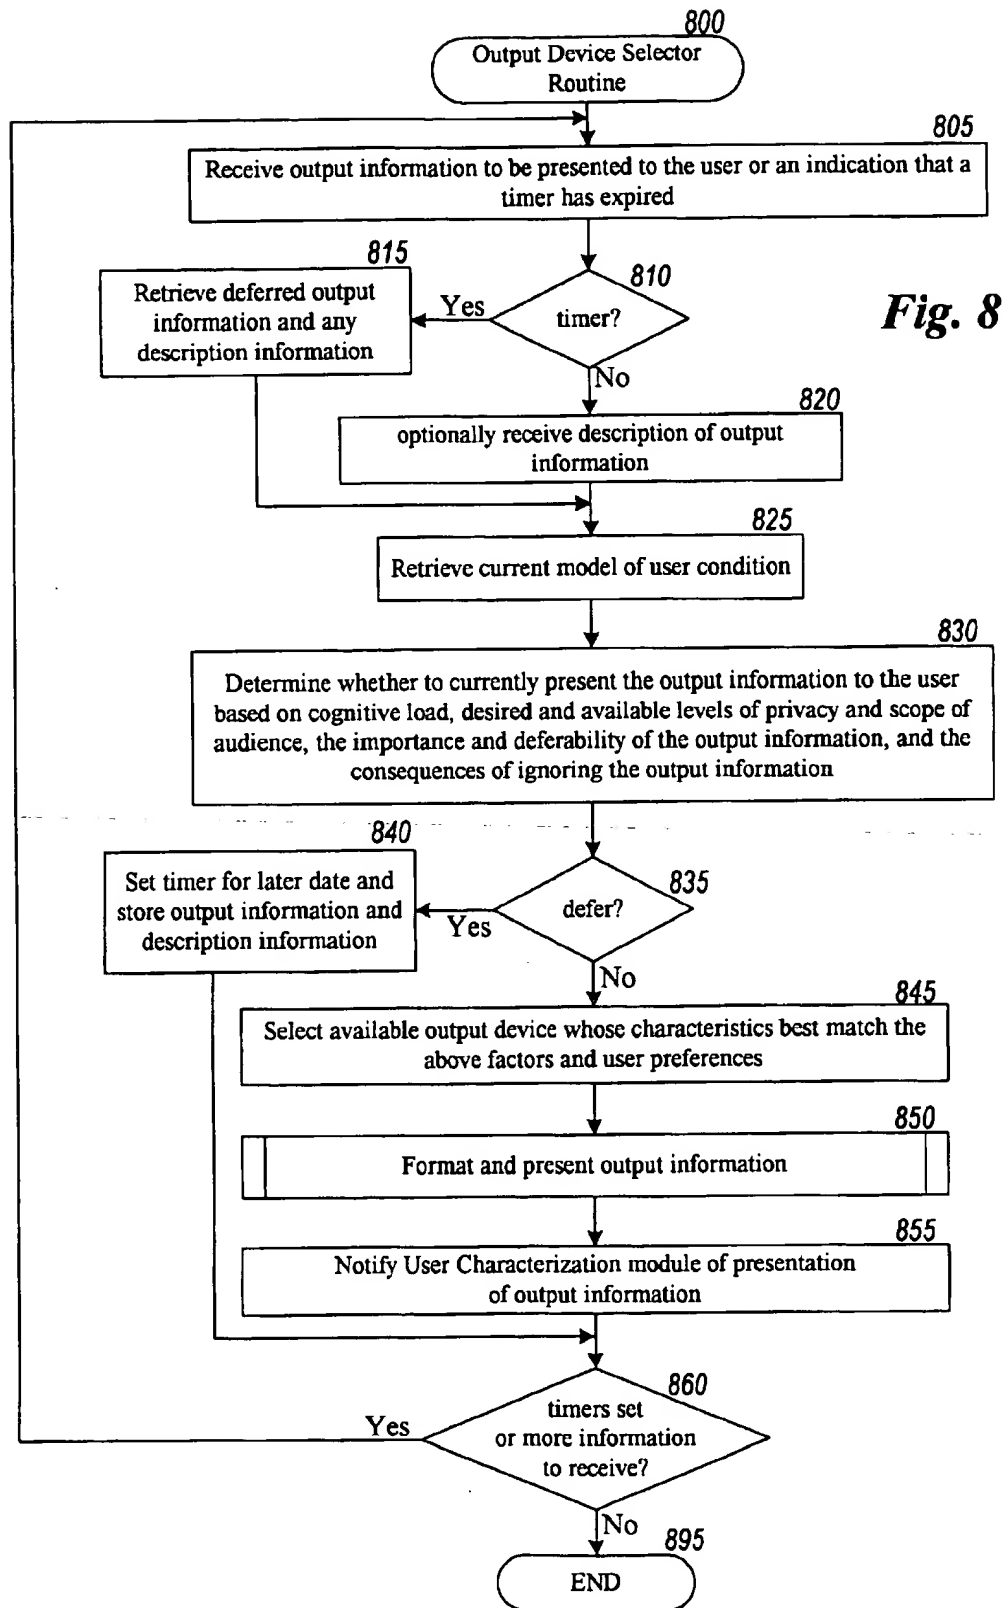 800
Output Device Selector
Routine
805
Receive output information to be presented to the user or an indication that a
timer has expired
815
Retrieve deferred output
information and any
description information
Yes
810
timer?
No
Fig. 8
820
optionally receive description of output
information
825
Retrieve current model of user condition
830
Determine whether to currently present the output information to the user
based on cognitive load, desired and available levels of privacy and scope of
audience, the importance and deferability of the output information, and the
consequences of ignoring the output information
840
Set timer for later date and
store output information and
description information
Yes
835
defer?
No
845
Select available output device whose characteristics best match the
above factors and user preferences
850
Format and present output information
855
Notify User Characterization module of presentation
of output information
860
Yes
timers set
or more information
to receive?
No
895
END